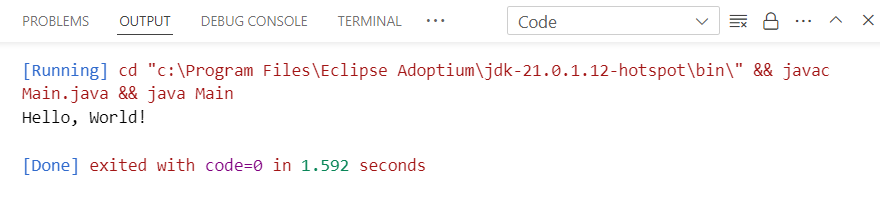 PROBLEMS OUTPUT DEBUG CONSOLE TERMINAL ··· Code
[Running] cd "c:\Program Files\Eclipse Adoptium\jdk-21.0.1.12-hotspot\bin\" && javac
Main.java && java Main
Hello, World!
[Done] exited with code=0 in 1.592 seconds